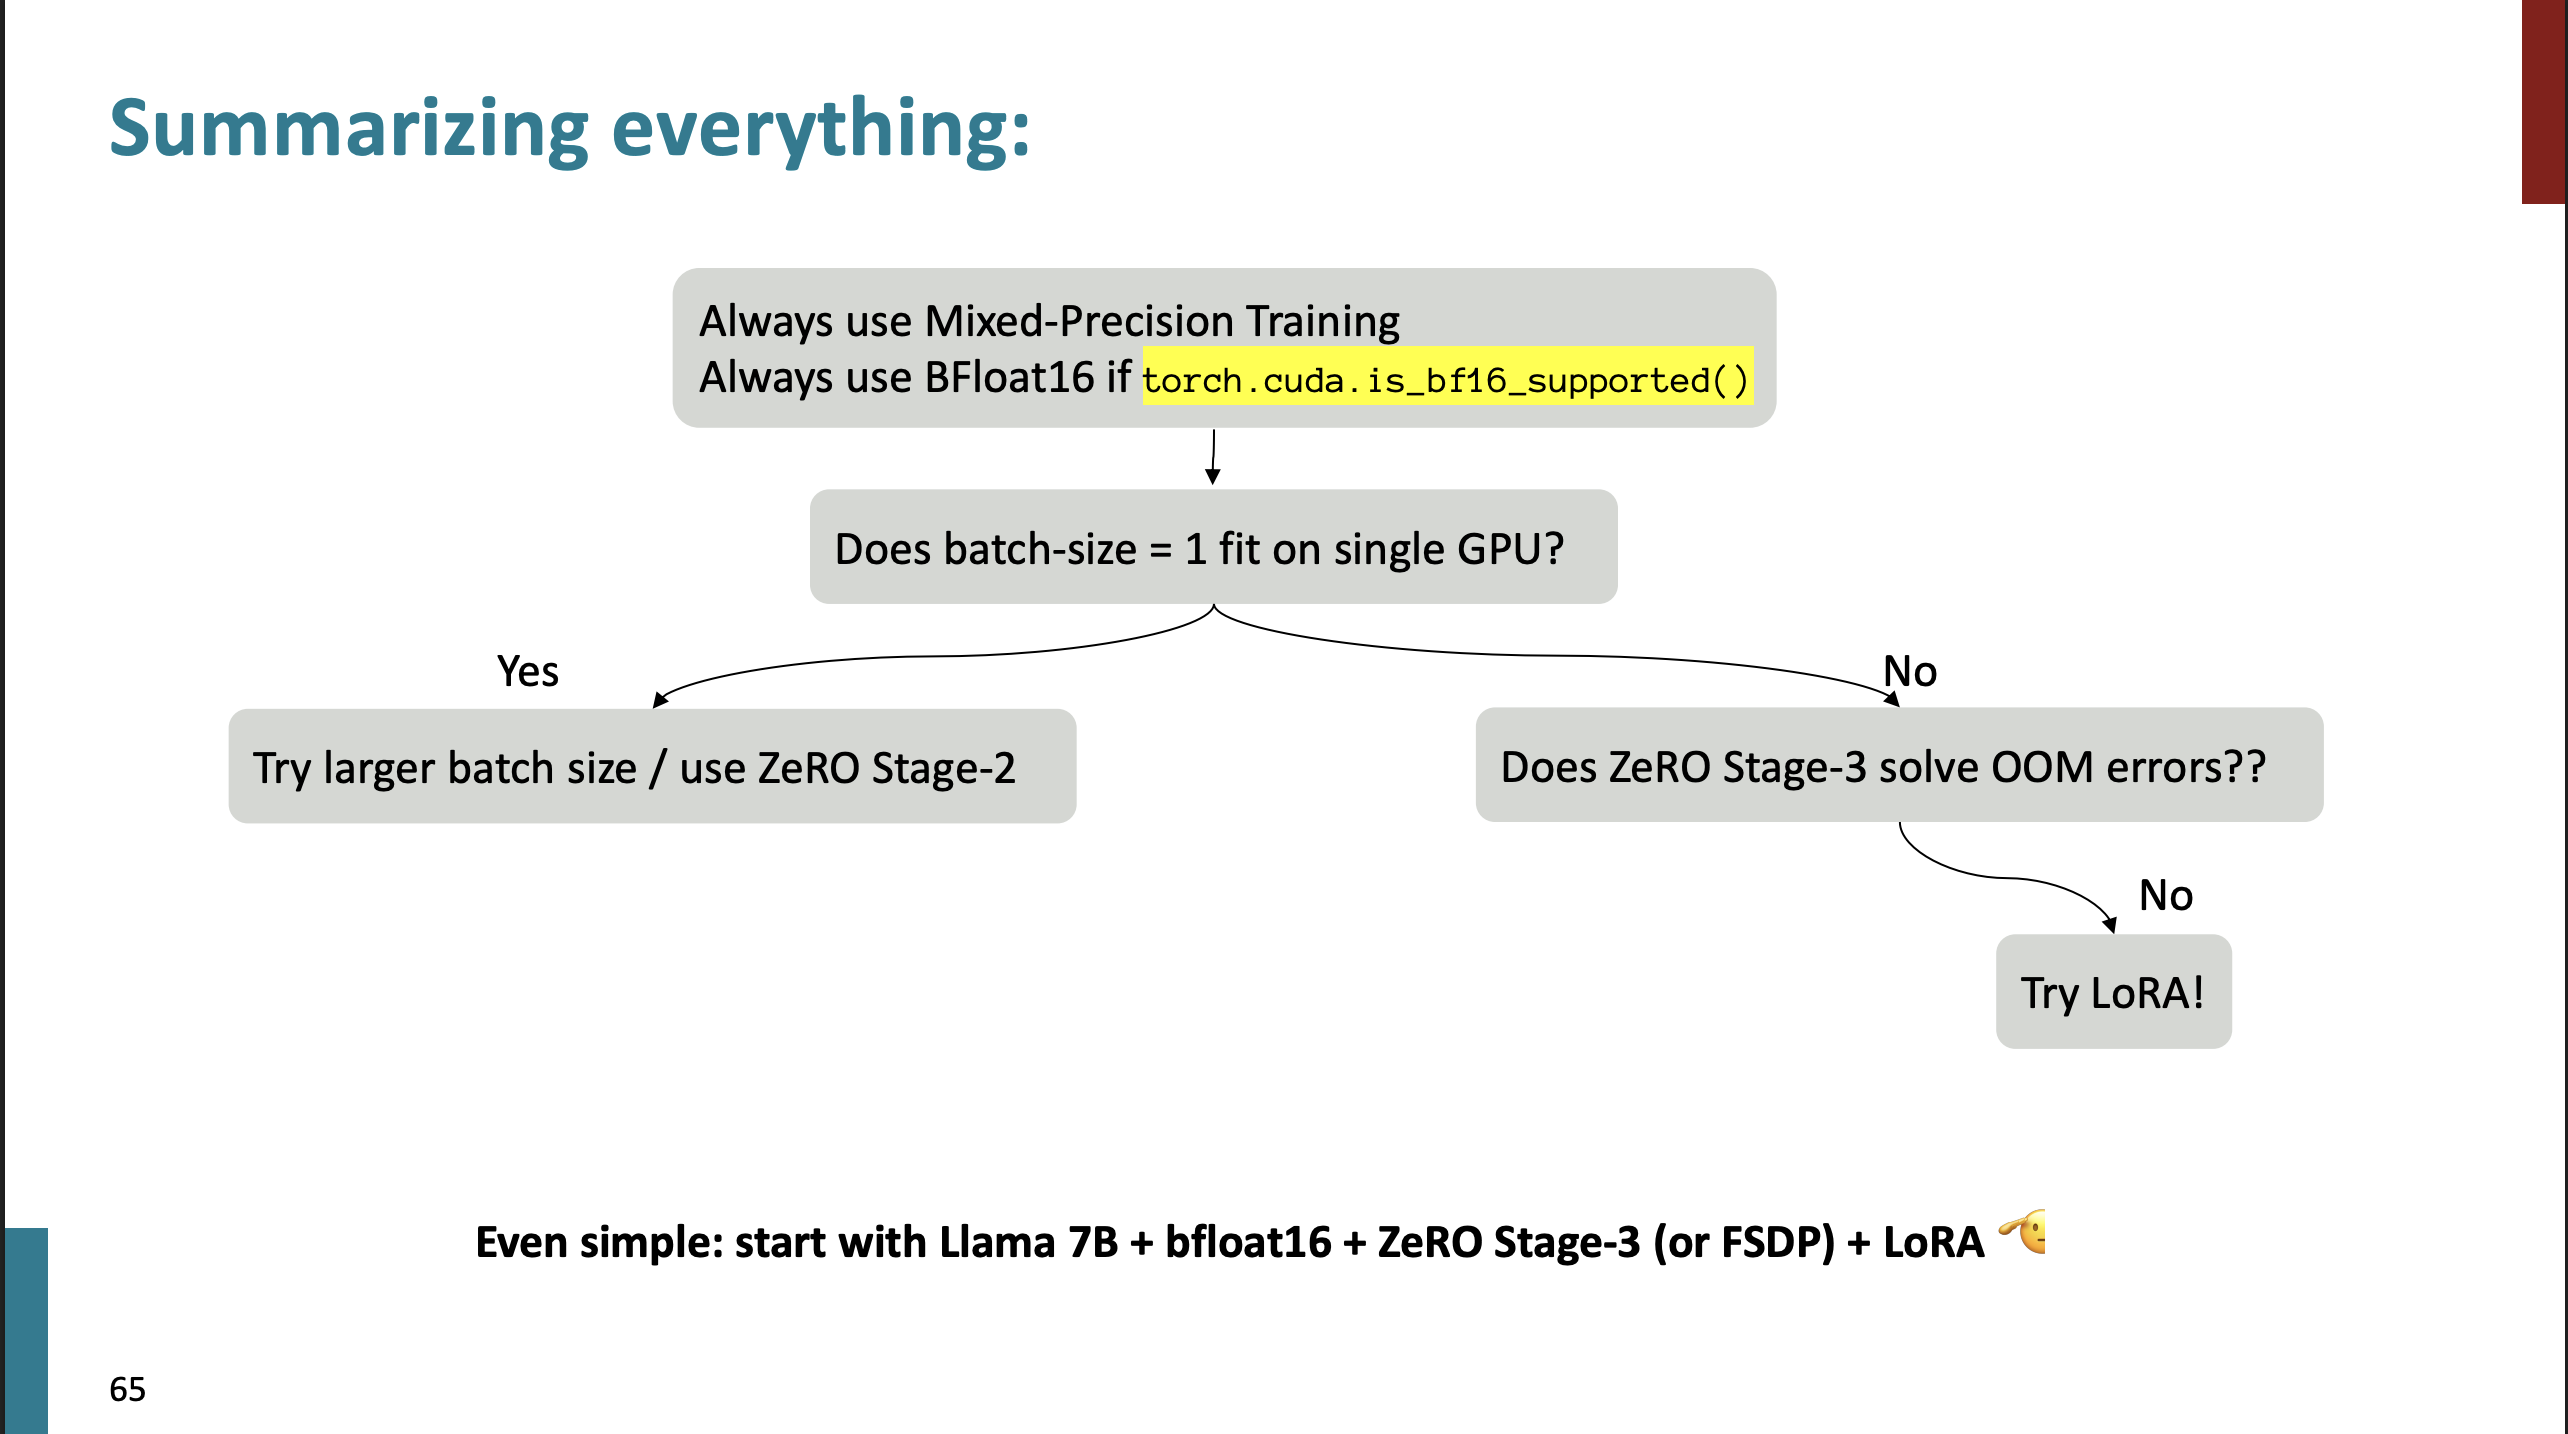 Summarizing everything:
Always use Mixed-Precision Training
Always use BFloat16 if torch.cuda.is_bf16_supported()
Does batch-size = 1 fit on single GPU?
Yes
No
Try larger batch size / use ZeRO Stage-2
Does ZeRO Stage-3 solve OOM errors??
No
Try LoRA!
Even simple: start with Llama 7B + bfloat16 + ZeRO Stage-3 (or FSDP) + LoRA
65